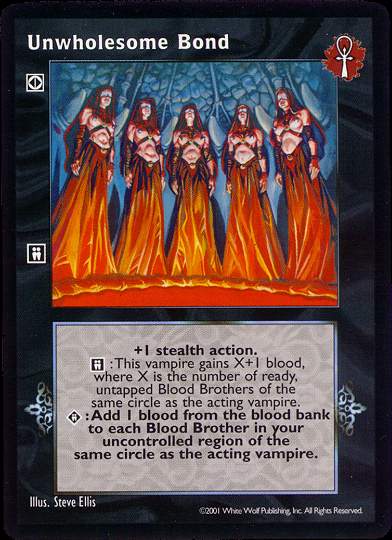 Unwholesome Bond
+1 stealth action.
:This vampire gains X+1 blood,
where X is the number of ready,
untapped Blood Brothers of the
same circle as the acting vampire.
:Add 1 blood from the blood bank
to each Blood Brother in your
uncontrolled region of the
same circle as the acting vampire.
Illus. Steve Ellis
©2001 White Wolf Publishing, Inc. All Rights Reserved.